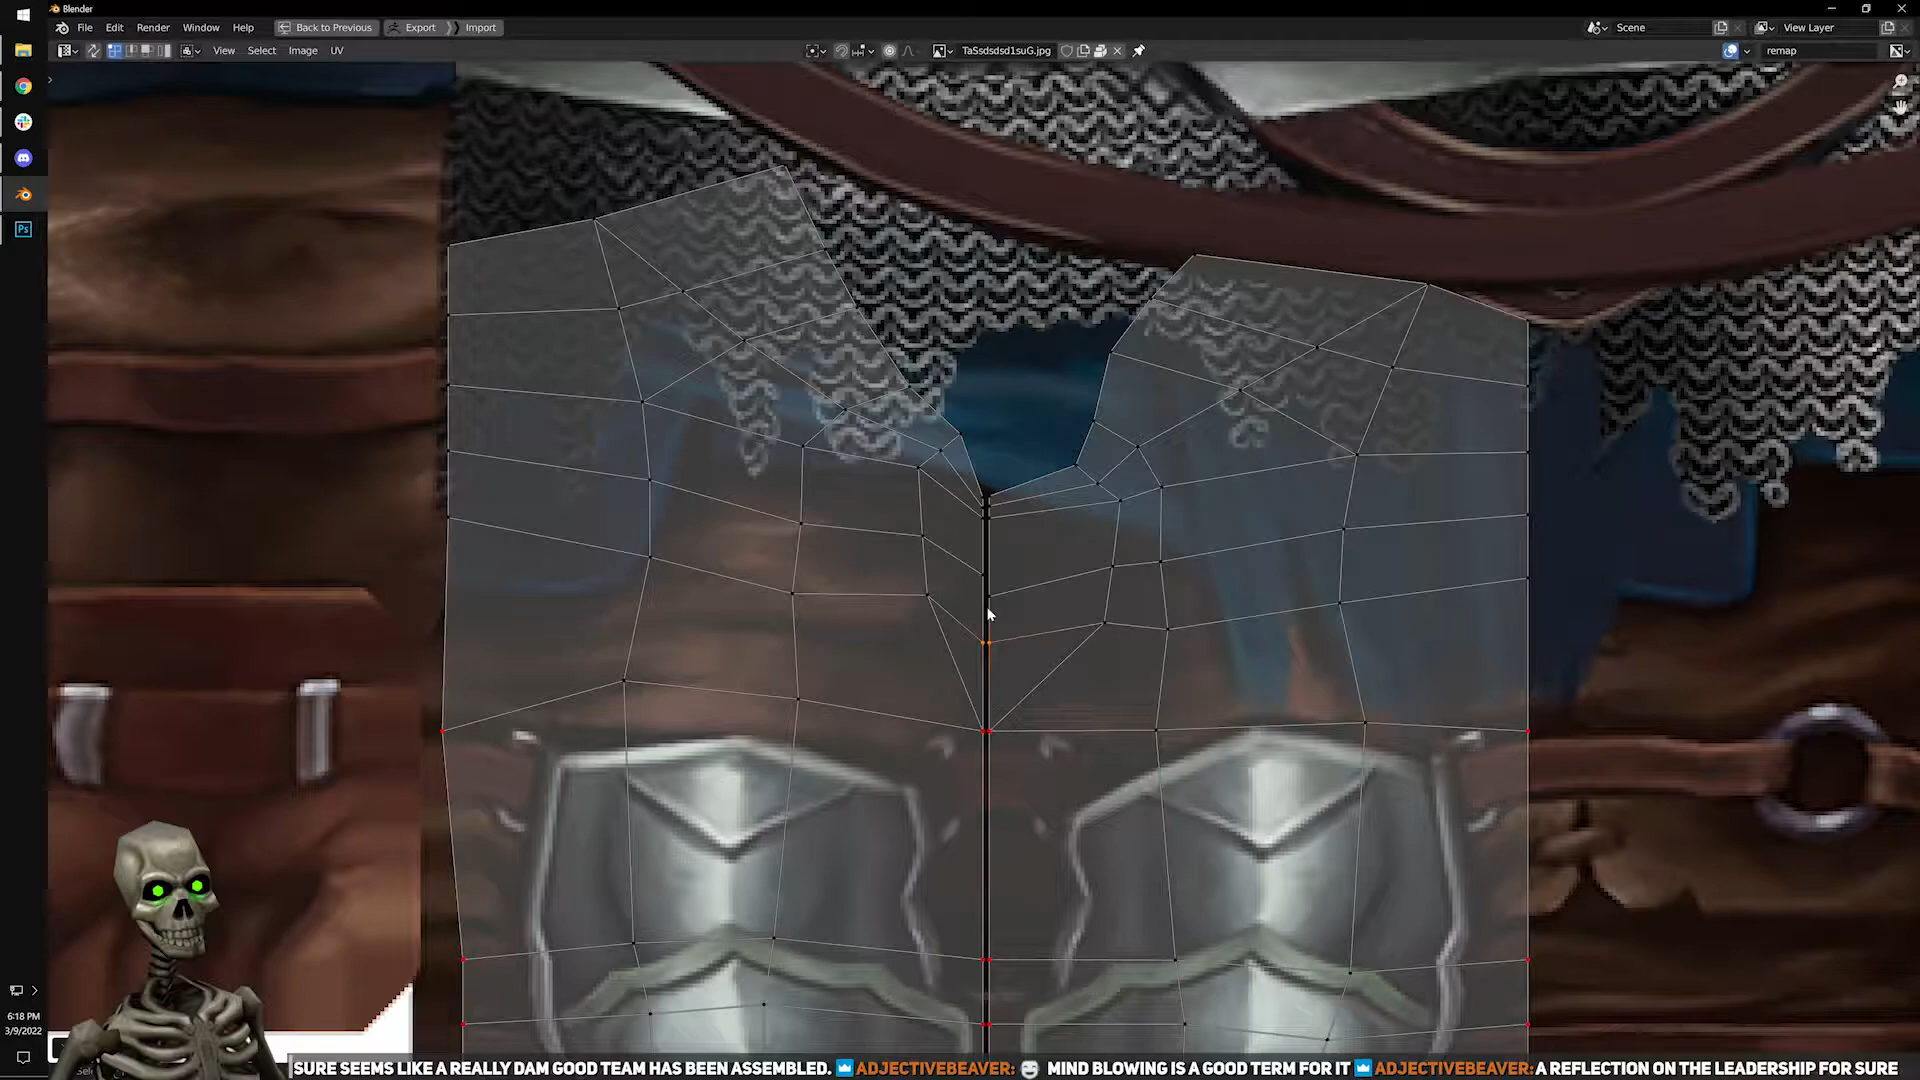 Blender
File Edit Render Window Help Back to Previous Export Import Scene View Layer
View Select Image UV TaSsdsdsd1suG.jpg remap
Ps
6:18 PM
3/9/2022
SURE SEEMS LIKE A REALLY DAM GOOD TEAM HAS BEEN ASSEMBLED. ADJECTIVEBEAVER: MIND BLOWING IS A GOOD TERM FOR IT ADJECTIVEBEAVER: A REFLECTION ON THE LEADERSHIP FOR SURE